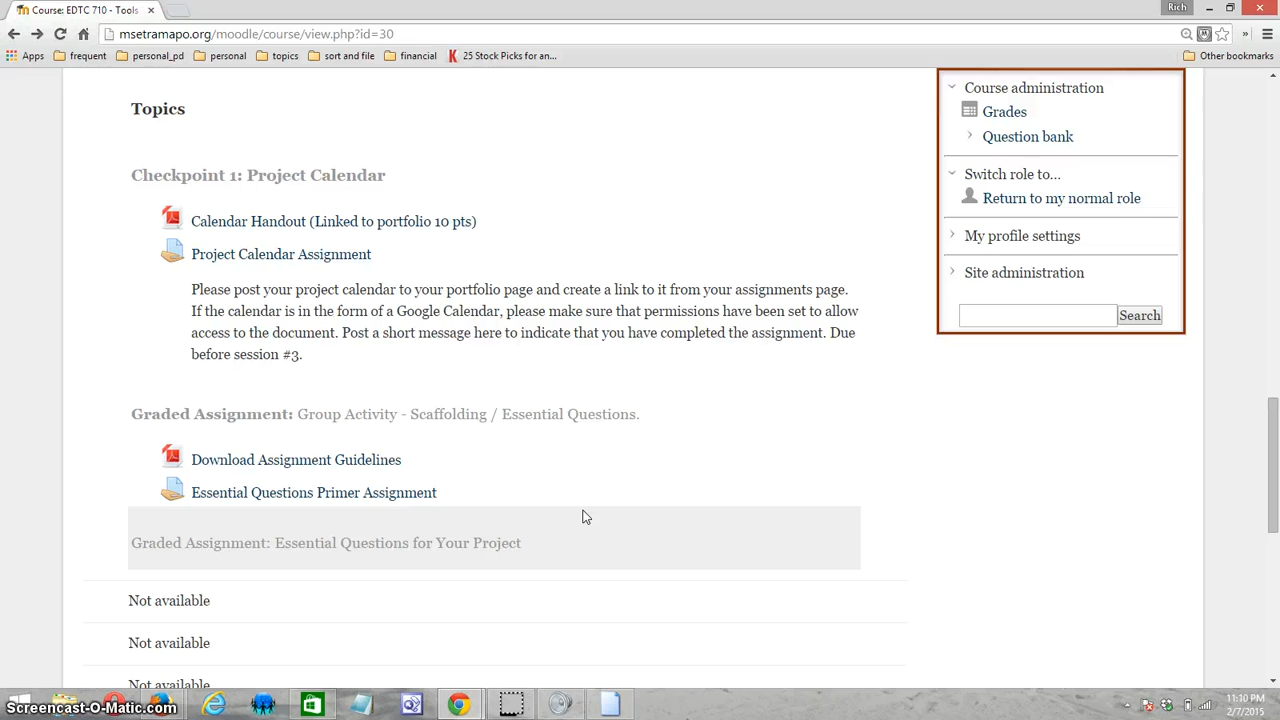 Course: EDTC 710 - Tools
Rich
msetramapo.org/moodle/course/view.php?id=30
Apps
frequent
personal_pd
personal
topics
sort and file
financial
K 25 Stock Picks for an...
Other bookmarks
Topics
Checkpoint 1: Project Calendar
Calendar Handout (Linked to portfolio 10 pts)
Project Calendar Assignment
Please post your project calendar to your portfolio page and create a link to it from your assignments page.
If the calendar is in the form of a Google Calendar, please make sure that permissions have been set to allow
access to the document. Post a short message here to indicate that you have completed the assignment. Due
before session #3.
Graded Assignment: Group Activity - Scaffolding / Essential Questions.
Download Assignment Guidelines
Essential Questions Primer Assignment
Graded Assignment: Essential Questions for Your Project
Not available
Not available
Not available
Course administration
Grades
Question bank
Switch role to...
Return to my normal role
My profile settings
Site administration
Search
Screencast-O-Matic.com
11:10 PM
2/7/2015